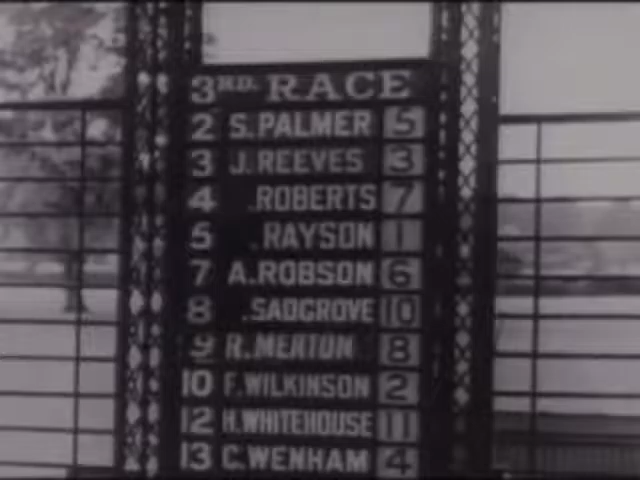 3RD. RACE
2 S.PALMER 5
3 J.REEVES 3
4 .ROBERTS 7
5 .RAYSON 1
7 A.ROBSON 6
8 .SADGROVE 10
9 R.MERTON 8
10 F.WILKINSON 2
12 H.WHITEHOUSE 11
13 C.WENHAM 4